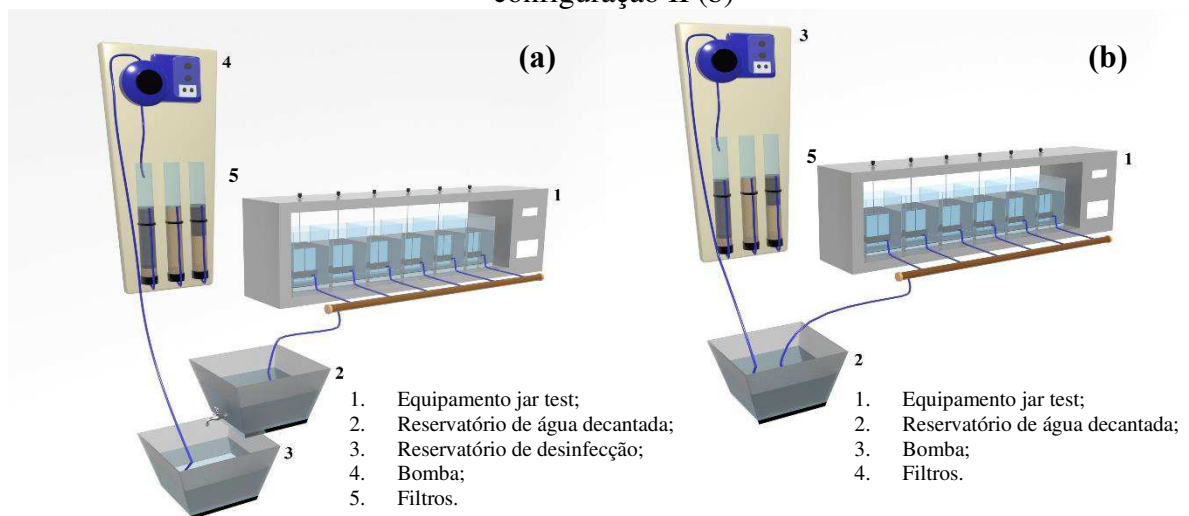 configuração II (b)
(a)
4
5
1
2
3
1. Equipamento jar test;
2. Reservatório de água decantada;
3. Reservatório de desinfecção;
4. Bomba;
5. Filtros.
(b)
3
5
1
2
1. Equipamento jar test;
2. Reservatório de água decantada;
3. Bomba;
4. Filtros.